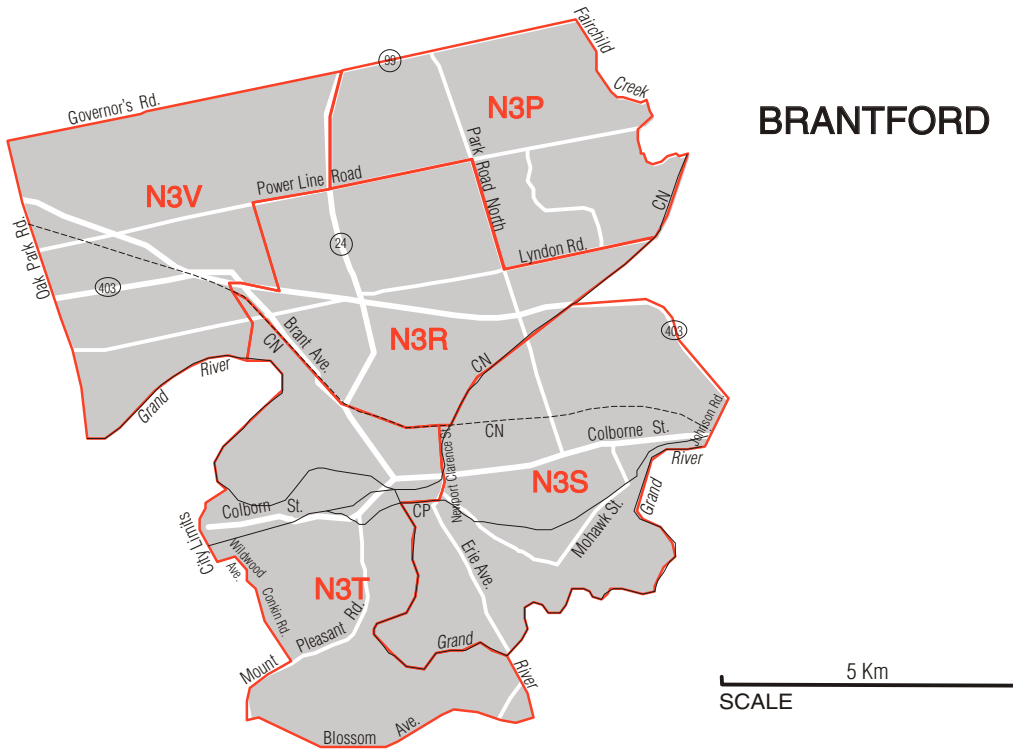 Fairchild
Creek
99
Governor's Rd.
N3P
BRANTFORD
Park Road North
N3V
Power Line Road
CN
Oak Park Rd.
24
Lyndon Rd.
403
Brant Ave.
CN
N3R
403
CN
Grand River
Johnson Rd.
CN
Colborne St.
Newport Clarence St.
River
Grand
N3S
Colborn St.
CP
Mohawk St.
City Limits
Wildwood Ave.
Erie Ave.
N3T
Conkin Rd.
Mount Pleasant Rd.
Grand
River
5 Km
SCALE
Blossom Ave.